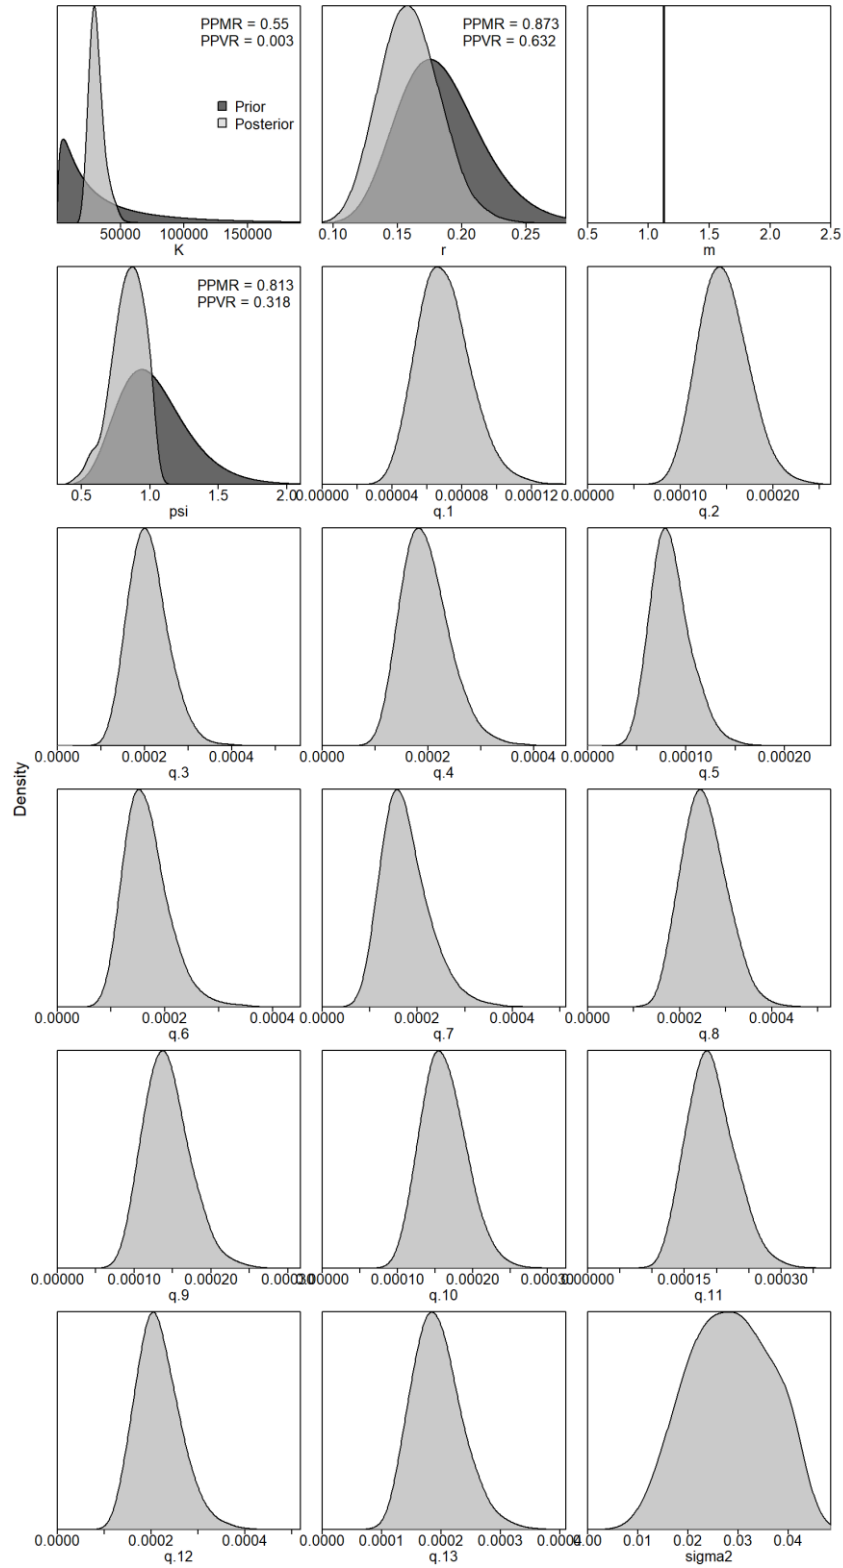 PPMR = 0.55
PPVR = 0.003
Prior
Posterior
50000 100000 150000
K
PPMR = 0.873
PPVR = 0.632
0.10 0.15 0.20 0.25
r
0.5 1.0 1.5 2.0 2.5
m
PPMR = 0.813
PPVR = 0.318
0.5 1.0 1.5 2.0
psi
0.00000 0.00004 0.00008 0.00012
q.1
0.00010 0.00020
q.2
0.0000 0.0002
q.3
0.0000 0.0002 0.0004
q.4
0.00010 0.00020
q.5
Density
0.0000 0.0002 0.0004
q.6
0.0000 0.0002 0.0004
q.7
0.0000 0.0002 0.0004
q.8
0.00000 0.00010 0.00020
q.9
0.00010 0.00020
q.10
0.00015 0.00030
q.11
0.0000 0.0002 0.0004
q.12
0.0000 0.0001 0.0002 0.0003
q.13
0.01 0.02 0.03 0.04
sigma2